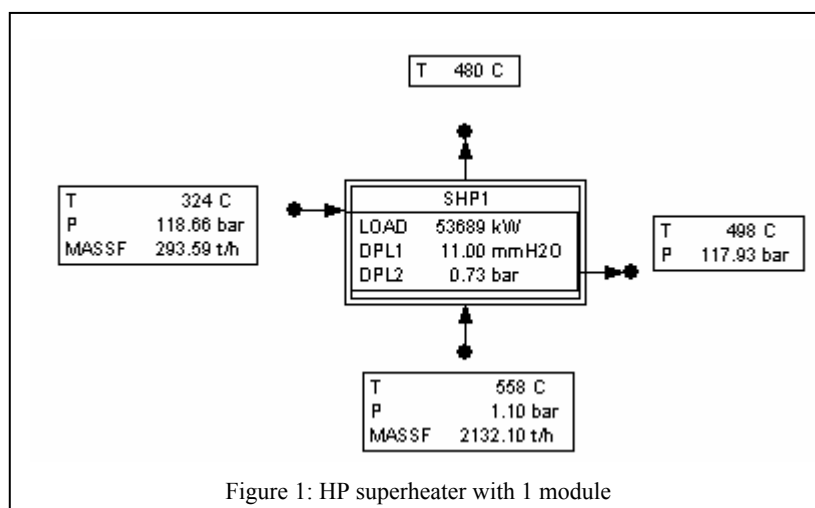 T 480 C
T 324 C
P 118.66 bar
MASSF 293.59 t/h
SHP1
LOAD 53689 kW
DPL1 11.00 mmH2O
DPL2 0.73 bar
T 498 C
P 117.93 bar
T 558 C
P 1.10 bar
MASSF 2132.10 t/h
Figure 1: HP superheater with 1 module